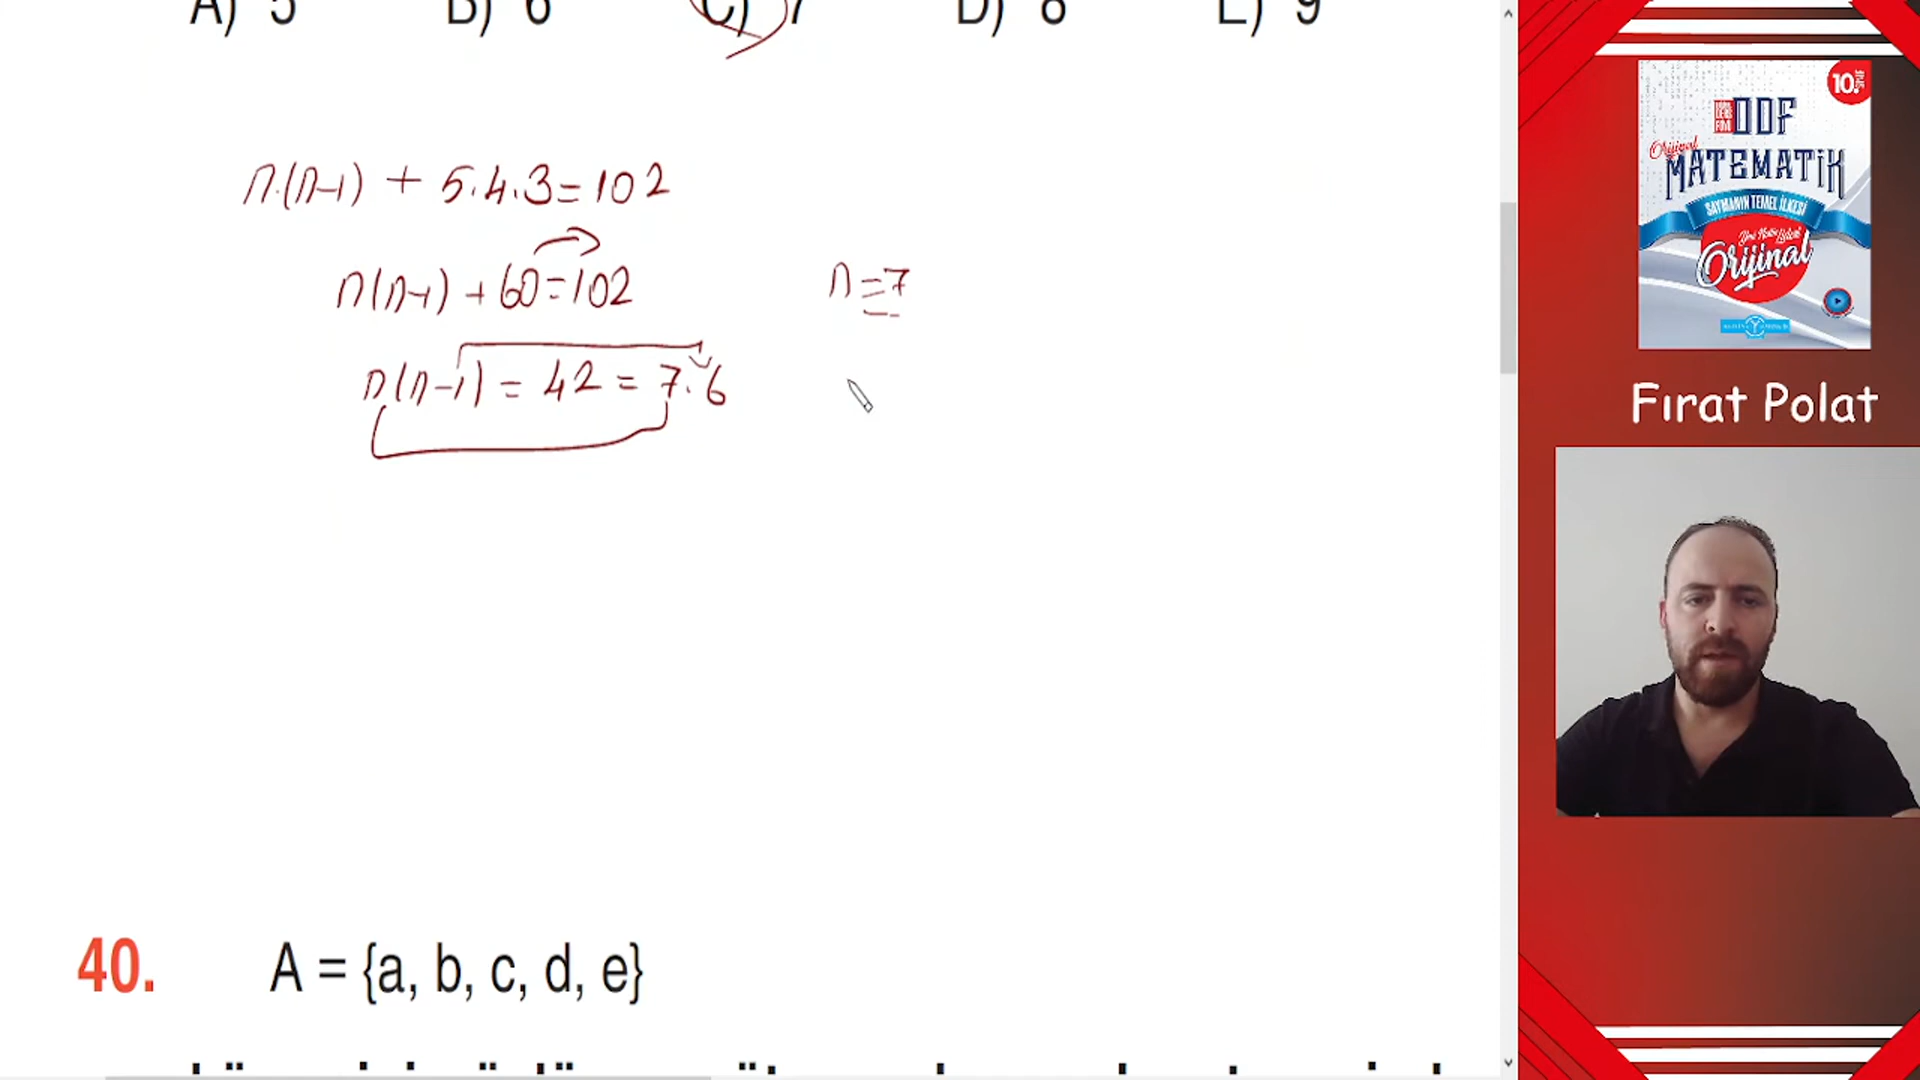 A) 5 B) 6 C) 7 D) 8 E) 9
n.(n-1) + 5.4.3=102
n(n-1) + 60=102
n=7
n(n-1) = 42 = 7.6
40. A = {a, b, c, d, e}
10.
ODF
Orijinal
MATEMATİK
SAYMANIN TEMEL İLKESİ
Orijinal
Fırat Polat